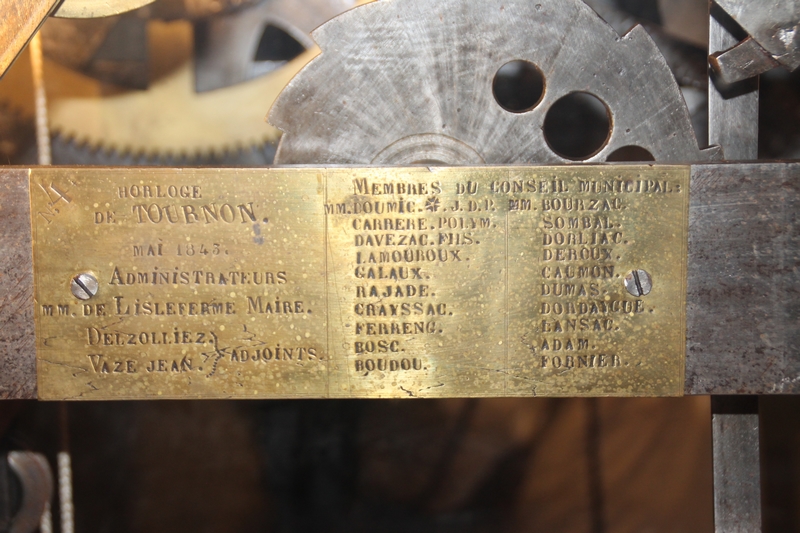 HORLOGE
DE TOURNON.
MAI 1843.
ADMINISTRATEURS
MM. DE LISLEFERME MAIRE.
DELZOLLIEZ.
VAZE JEAN.
ADJOINTS.
MEMBRES DU CONSEIL MUNICIPAL:
MM. LOUMIC. * . J. D. P.
CARRERE. POLYM.
DAVEZAC. FILS.
LAMOUROUX.
GALAUX.
RAJADE.
CRAYSSAC.
FERRENG.
BOSC.
BOUDOU.
MM. BOURZAC.
SOMBAL.
DORLIAC.
DEROUX.
CAUMON.
DUMAS.
DORDAYGUE.
LANSAC.
ADAM.
FORNIER.